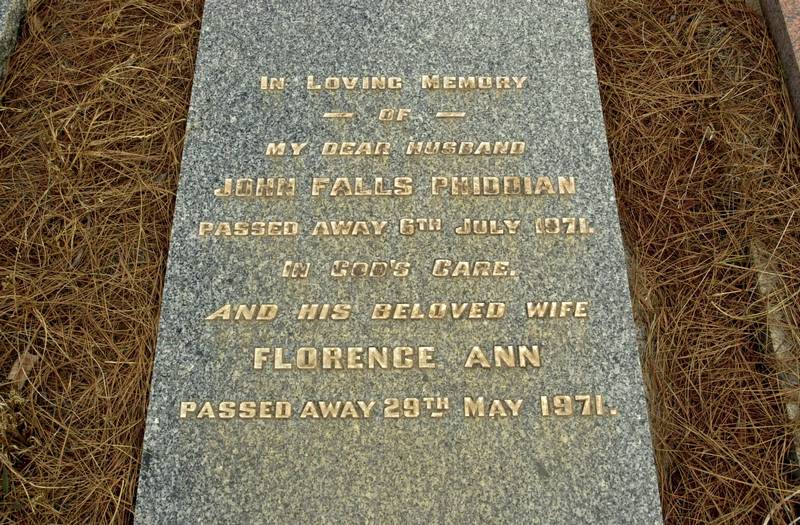 IN LOVING MEMORY
— OF —
MY DEAR HUSBAND
JOHN FALLS PHIDDIAN
PASSED AWAY 6TH JULY 1971.
IN GOD'S CARE.
AND HIS BELOVED WIFE
FLORENCE ANN
PASSED AWAY 29TH MAY 1971.